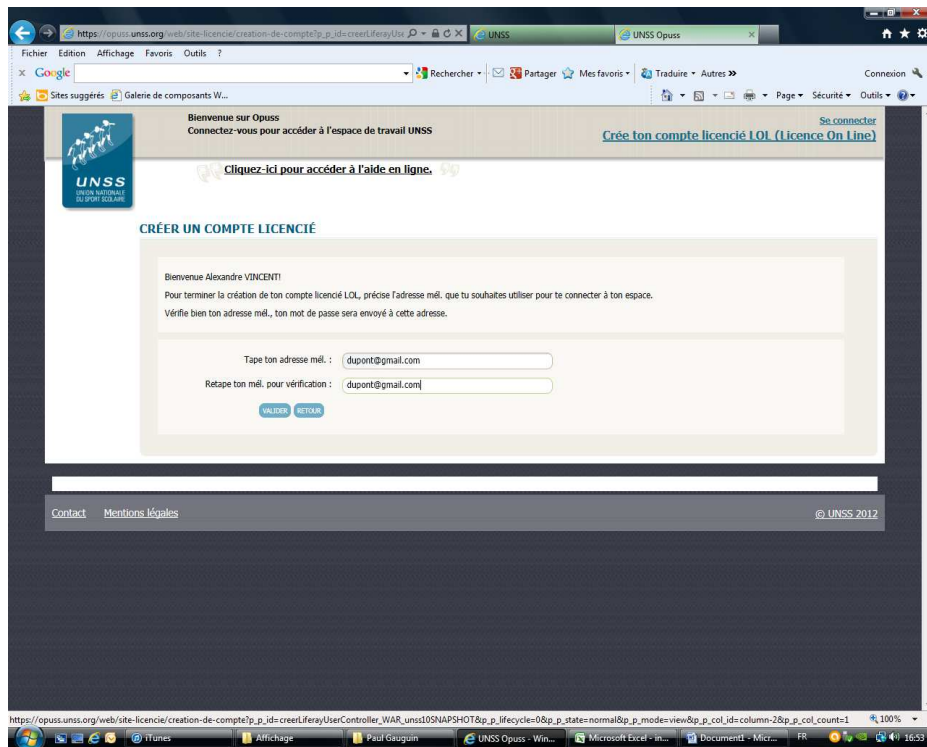 https://opuss.unss.org/web/site-licencie/creation-de-compte?p_p_id=creerLiferayUse
UNSS
UNSS Opuss
Fichier Edition Affichage Favoris Outils ?
x Google
Rechercher
Partager
Mes favoris
Traduire
Autres »
Connexion
Sites suggérés
Galerie de composants W...
Page
Sécurité
Outils
Bienvenue sur Opuss
Connectez-vous pour accéder à l'espace de travail UNSS
Se connecter
Crée ton compte licencié LOL (Licence On Line)
Cliquez-ici pour accéder à l'aide en ligne.
UNSS
UNION NATIONALE
DU SPORT SCOLAIRE
CRÉER UN COMPTE LICENCIÉ
Bienvenue Alexandre VINCENT!
Pour terminer la création de ton compte licencié LOL, précise l'adresse mél. que tu souhaites utiliser pour te connecter à ton espace.
Vérifie bien ton adresse mél., ton mot de passe sera envoyé à cette adresse.
Tape ton adresse mél. : dupont@gmail.com
Retape ton mél. pour vérification : dupont@gmail.com
VALIDER RETOUR
Contact Mentions légales
© UNSS 2012
https://opuss.unss.org/web/site-licencie/creation-de-compte?p_p_id=creerLiferayUserController_WAR_unss10SNAPSHOT&p_p_lifecycle=0&p_p_state=normal&p_p_mode=view&p_p_col_id=column-2&p_p_col_count=1
100%
iTunes
Affichage
Paul Gauguin
UNSS Opuss - Win...
Microsoft Excel - in...
Document1 - Micr...
FR
16:53